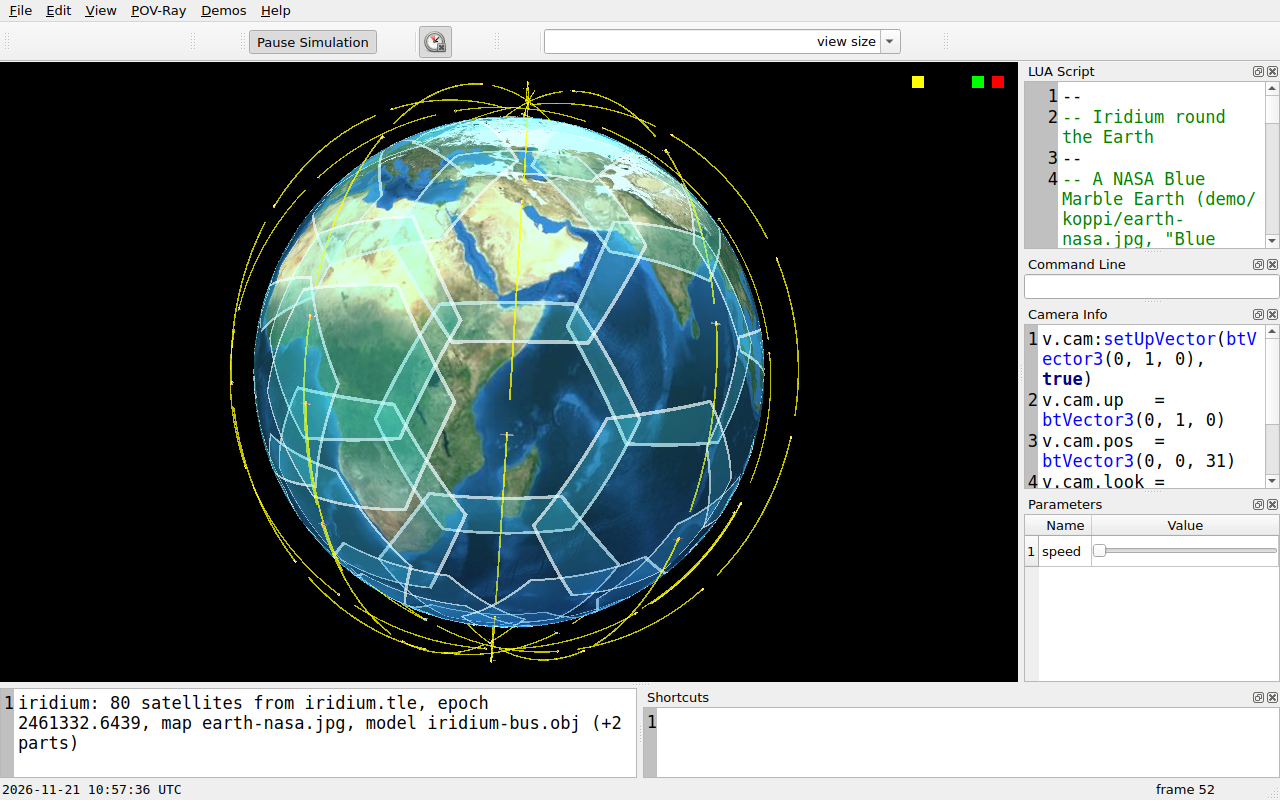 File Edit View POV-Ray Demos Help
Pause Simulation
view size
LUA Script
1 --
2 -- Iridium round
the Earth
3 --
4 -- A NASA Blue
Marble Earth (demo/
koppi/earth-
nasa.jpg, "Blue
Command Line
Camera Info
1 v.cam:setUpVector(btV
ector3(0, 1, 0),
true)
2 v.cam.up   =
btVector3(0, 1, 0)
3 v.cam.pos  =
btVector3(0, 0, 31)
4 v.cam.look =
Parameters
Name Value
1 speed
1 iridium: 80 satellites from iridium.tle, epoch
2461332.6439, map earth-nasa.jpg, model iridium-bus.obj (+2
parts)
Shortcuts
1
2026-11-21 10:57:36 UTC
frame 52